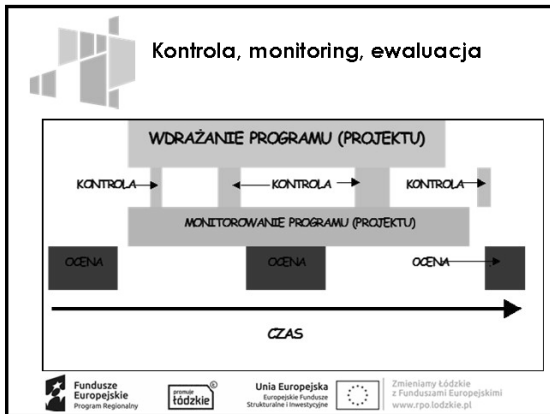 Kontrola, monitoring, ewaluacja
WDRAŻANIE PROGRAMU (PROJEKTU)
KONTROLA KONTROLA KONTROLA
MONITOROWANIE PROGRAMU (PROJEKTU)
OCENA OCENA OCENA
CZAS
Fundusze
Europejskie
Program Regionalny
promuje
łódzkie
Unia Europejska
Europejskie Fundusze
Strukturalne i Inwestycyjne
Zmieniamy Łódzkie
z Funduszami Europejskimi
www.rpo.lodzkie.pl